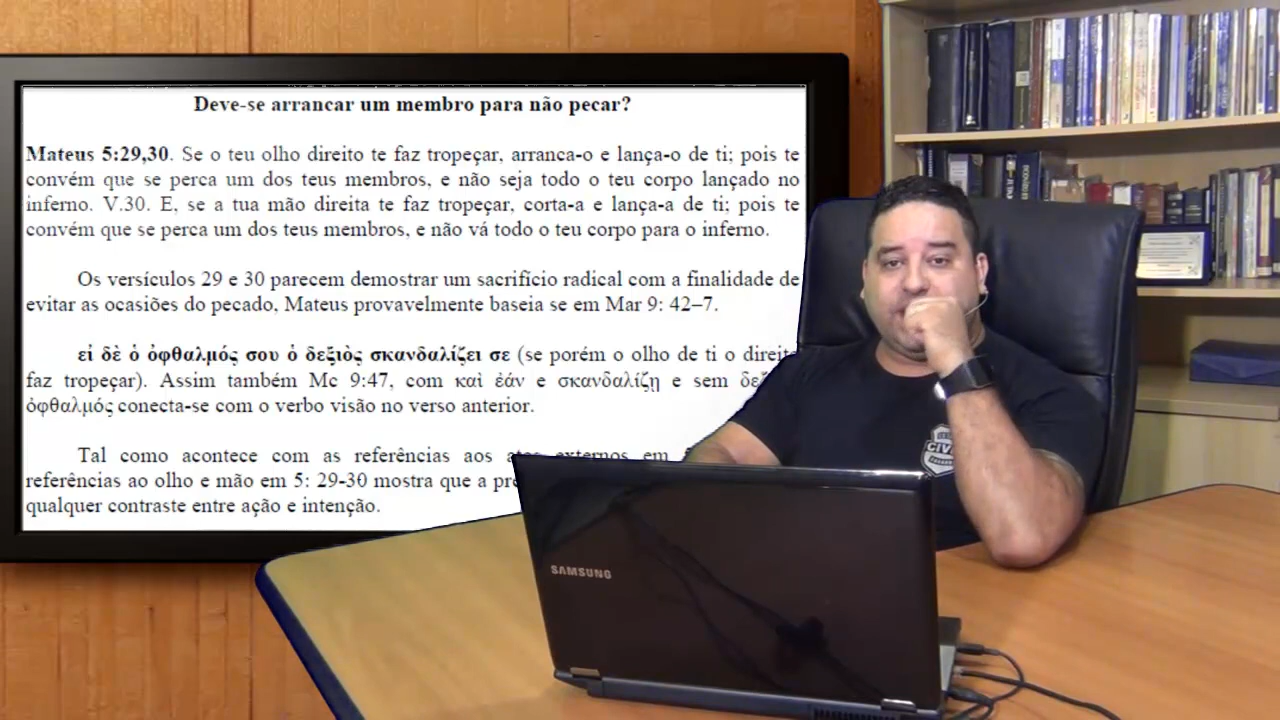 Deve-se arrancar um membro para não pecar?
Mateus 5:29,30. Se o teu olho direito te faz tropeçar, arranca-o e lança-o de ti; pois te
convém que se perca um dos teus membros, e não seja todo o teu corpo lançado no
inferno. V.30. E, se a tua mão direita te faz tropeçar, corta-a e lança-a de ti; pois te
convém que se perca um dos teus membros, e não vá todo o teu corpo para o inferno.
Os versículos 29 e 30 parecem demostrar um sacrifício radical com a finalidade de
evitar as ocasiões do pecado, Mateus provavelmente baseia se em Mar 9: 42–7.
εἰ δὲ ὁ ὀφθαλμός σου ὁ δεξιὸς σκανδαλίζει σε (se porém o olho de ti o direito
faz tropeçar). Assim também Mc 9:47, com καὶ ἐάν e σκανδαλίζῃ e sem
ὀφθαλμός conecta-se com o verbo visão no verso anterior.
Tal como acontece com as referências aos atos externos em
referências ao olho e mão em 5: 29-30 mostra que a
qualquer contraste entre ação e intenção.
CIVIL
SAMSUNG